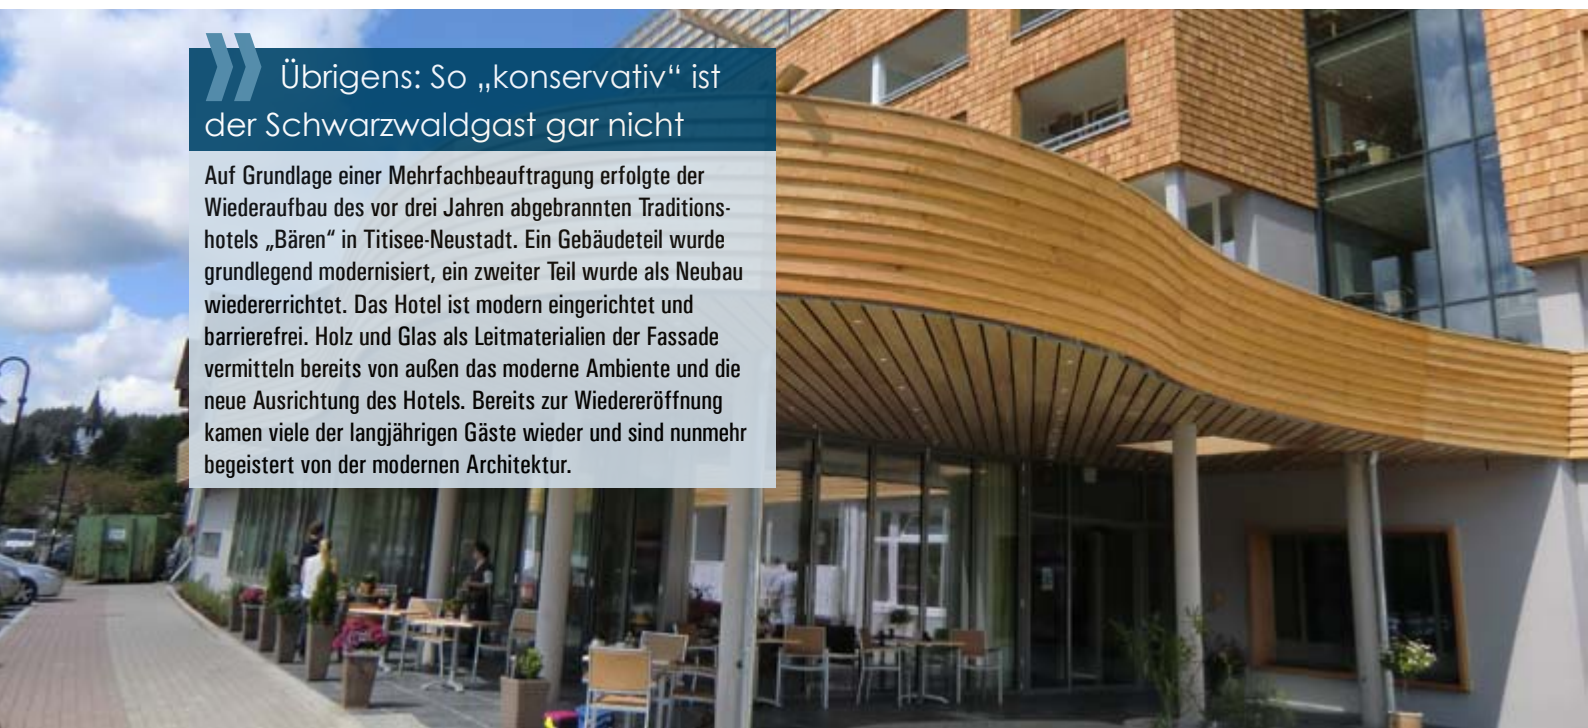 Übrigens: So „konservativ“ ist
der Schwarzwaldgast gar nicht
Auf Grundlage einer Mehrfachbeauftragung erfolgte der
Wiederaufbau des vor drei Jahren abgebrannten Traditions-
hotels „Bären“ in Titisee-Neustadt. Ein Gebäudeteil wurde
grundlegend modernisiert, ein zweiter Teil wurde als Neubau
wiedererrichtet. Das Hotel ist modern eingerichtet und
barrierefrei. Holz und Glas als Leitmaterialien der Fassade
vermitteln bereits von außen das moderne Ambiente und die
neue Ausrichtung des Hotels. Bereits zur Wiedereröffnung
kamen viele der langjährigen Gäste wieder und sind nunmehr
begeistert von der modernen Architektur.